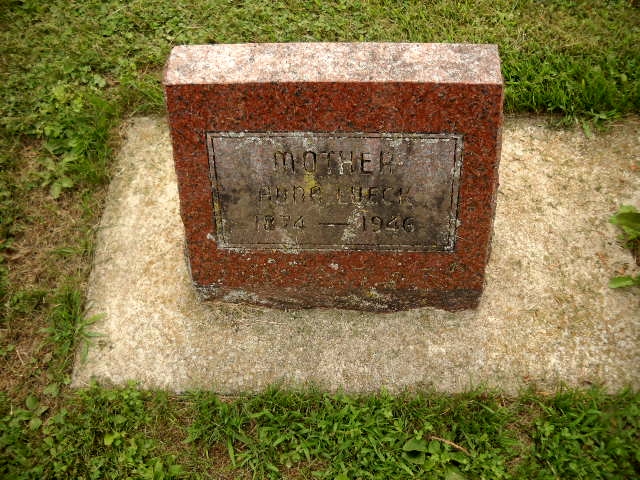 MOTHER
ANNA LUECK
1874 — 1946